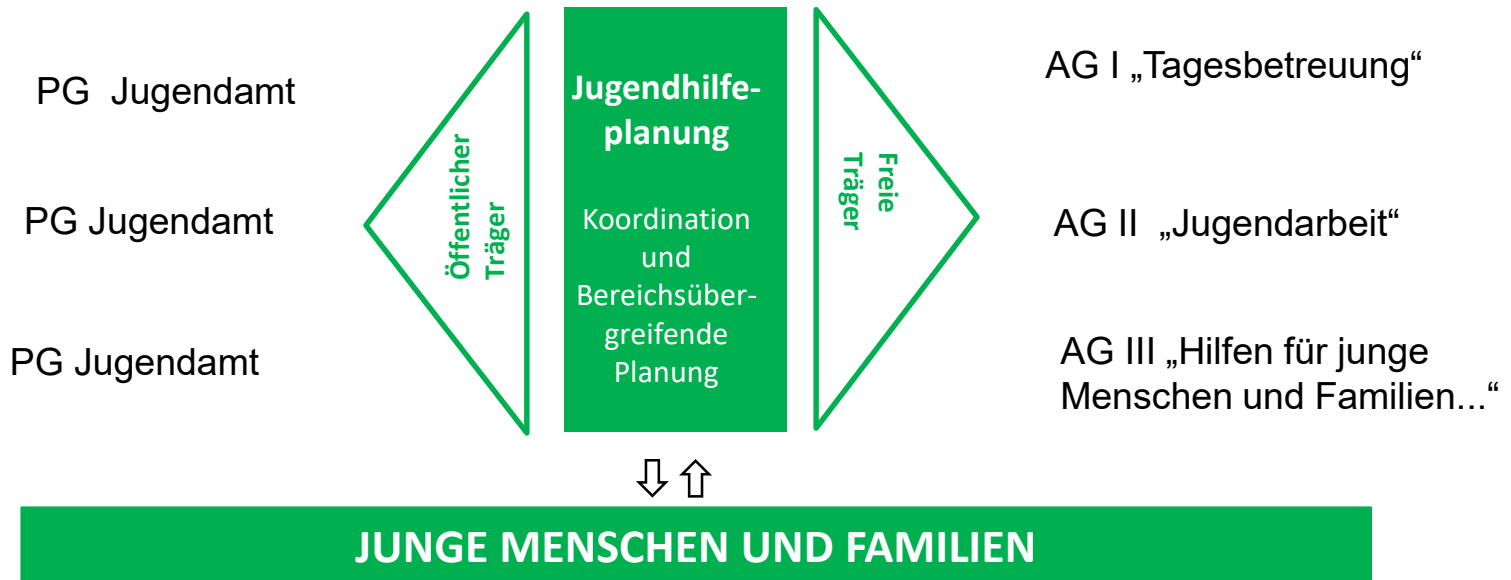 PG Jugendamt
PG Jugendamt
PG Jugendamt
Öffentlicher
Träger
Jugendhilfe-
planung
Koordination
und
Bereichsüber-
greifende
Planung
Freie
Träger
AG I „Tagesbetreuung“
AG II „Jugendarbeit“
AG III „Hilfen für junge
Menschen und Familien...“
JUNGE MENSCHEN UND FAMILIEN